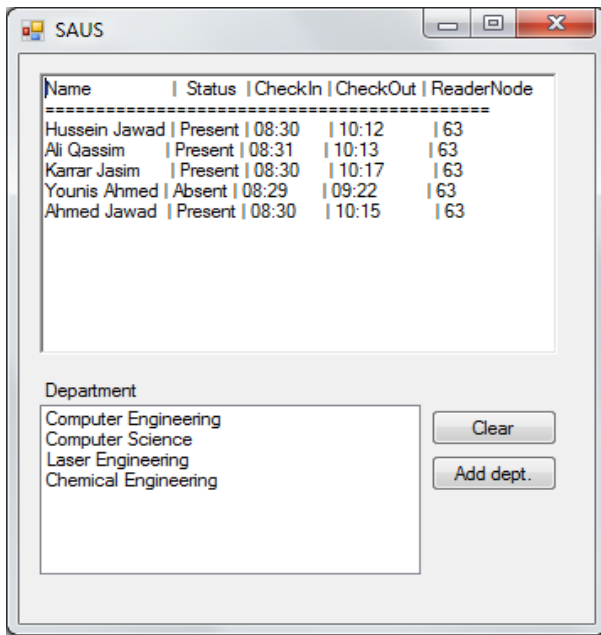 SAUS
Name | Status | CheckIn | CheckOut | ReaderNode
============================================
Hussein Jawad | Present | 08:30 | 10:12 | 63
Ali Qassim | Present | 08:31 | 10:13 | 63
Karrar Jasim | Present | 08:30 | 10:17 | 63
Younis Ahmed | Absent | 08:29 | 09:22 | 63
Ahmed Jawad | Present | 08:30 | 10:15 | 63
Department
Computer Engineering
Computer Science
Laser Engineering
Chemical Engineering
Clear
Add dept.